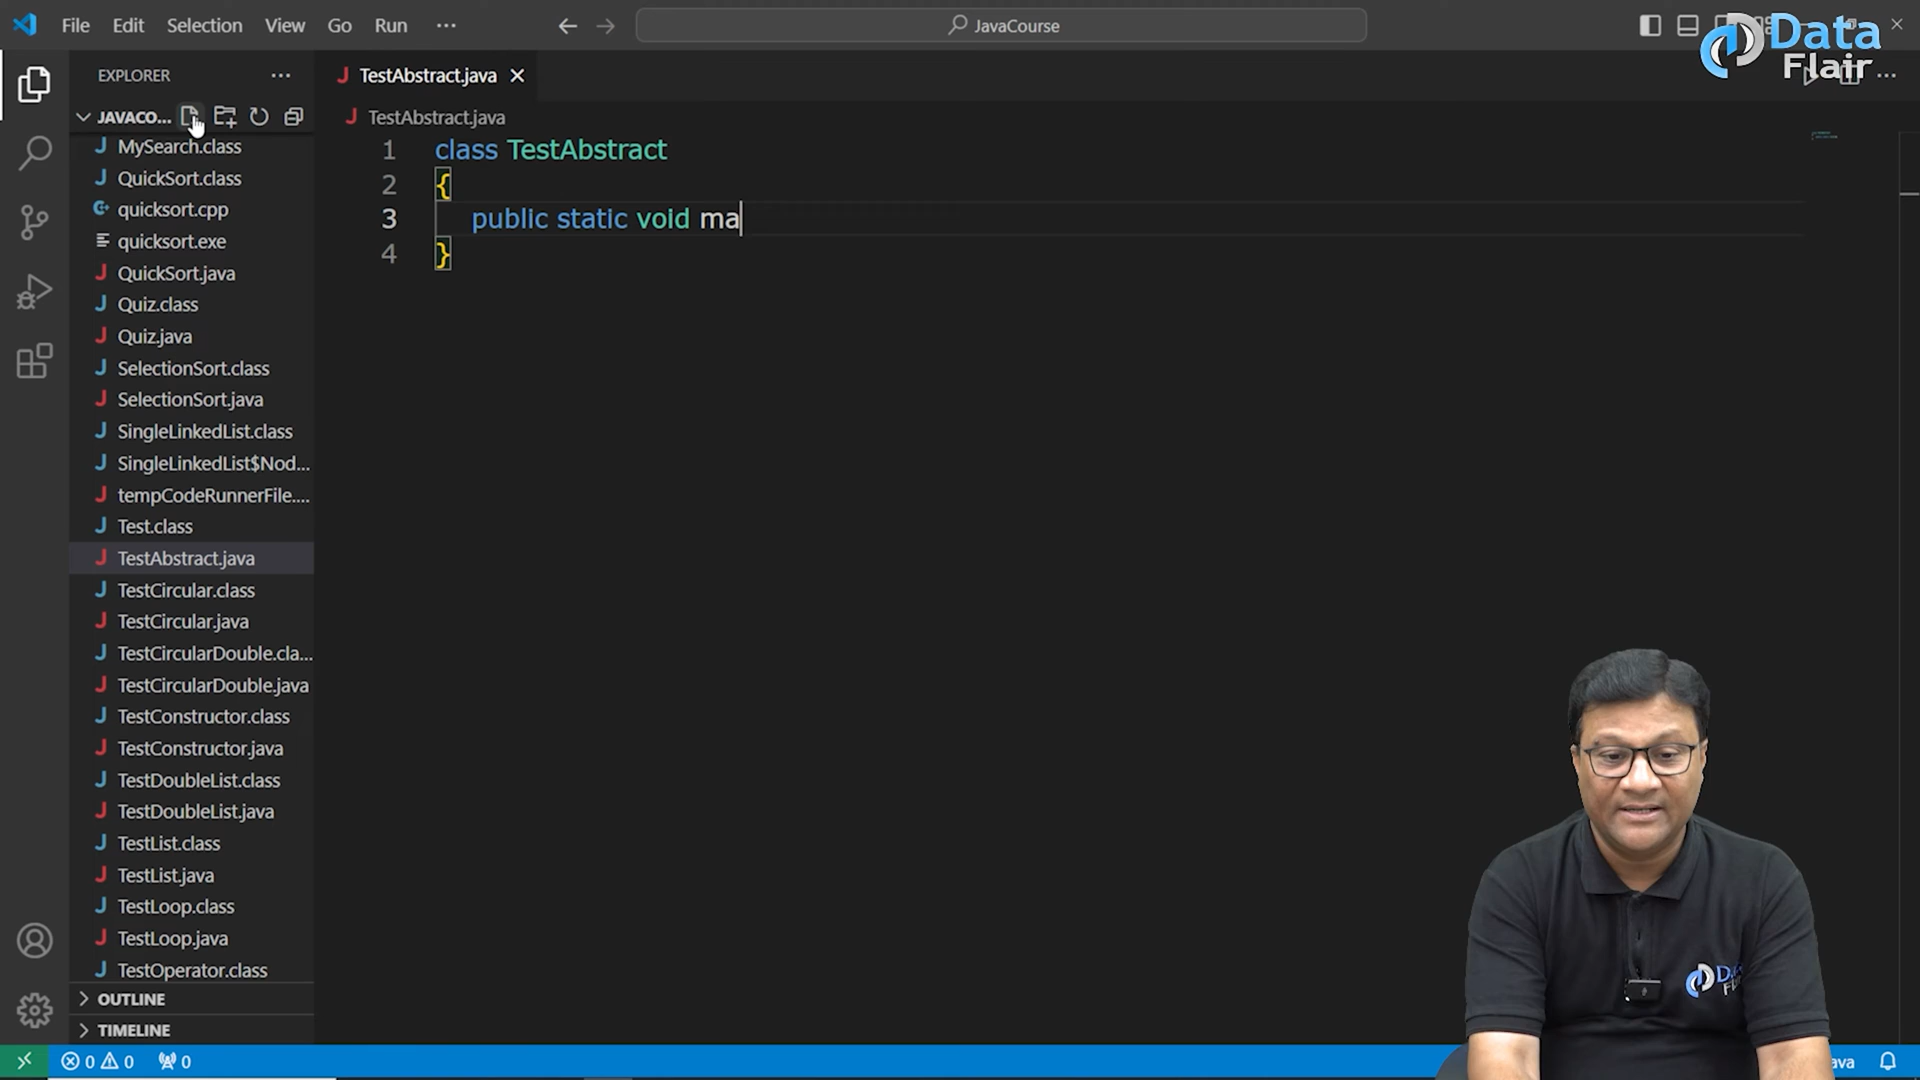 File Edit Selection View Go Run ... JavaCourse
Data
Flair
EXPLORER
TestAbstract.java
JAVACO...
TestAbstract.java
MySearch.class
QuickSort.class
quicksort.cpp
quicksort.exe
QuickSort.java
Quiz.class
Quiz.java
SelectionSort.class
SelectionSort.java
SingleLinkedList.class
SingleLinkedList$Nod...
tempCodeRunnerFile....
Test.class
TestAbstract.java
TestCircular.class
TestCircular.java
TestCircularDouble.cla...
TestCircularDouble.java
TestConstructor.class
TestConstructor.java
TestDoubleList.class
TestDoubleList.java
TestList.class
TestList.java
TestLoop.class
TestLoop.java
TestOperator.class
OUTLINE
TIMELINE
1 class TestAbstract
2 {
3 public static void ma
4 }
0 0 0